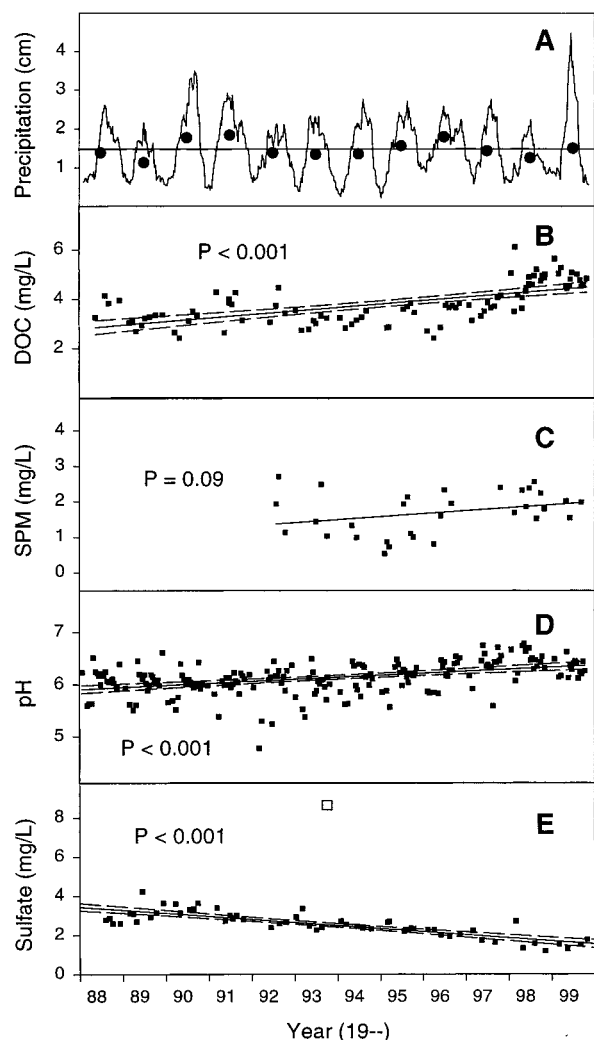 A
Precipitation (cm)
4
3
2
1
B
P < 0.001
DOC (mg/L)
6
4
2
C
P = 0.09
SPM (mg/L)
4
3
2
1
0
D
P < 0.001
pH
7
6
5
E
P < 0.001
Sulfate (mg/L)
8
6
4
2
0
88 89 90 91 92 93 94 95 96 97 98 99
Year (19--)